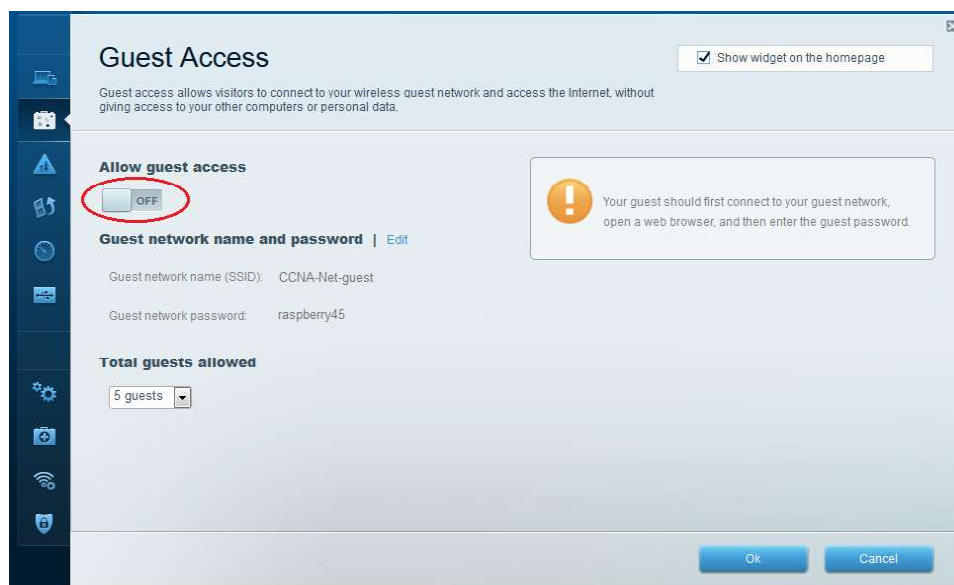 Guest Access
Show widget on the homepage
Guest access allows visitors to connect to your wireless guest network and access the Internet, without
giving access to your other computers or personal data.
Allow guest access
OFF
Your guest should first connect to your guest network,
open a web browser, and then enter the guest password.
Guest network name and password | Edit
Guest network name (SSID): CCNA-Net-guest
Guest network password: raspberry45
Total guests allowed
5 guests
Ok
Cancel